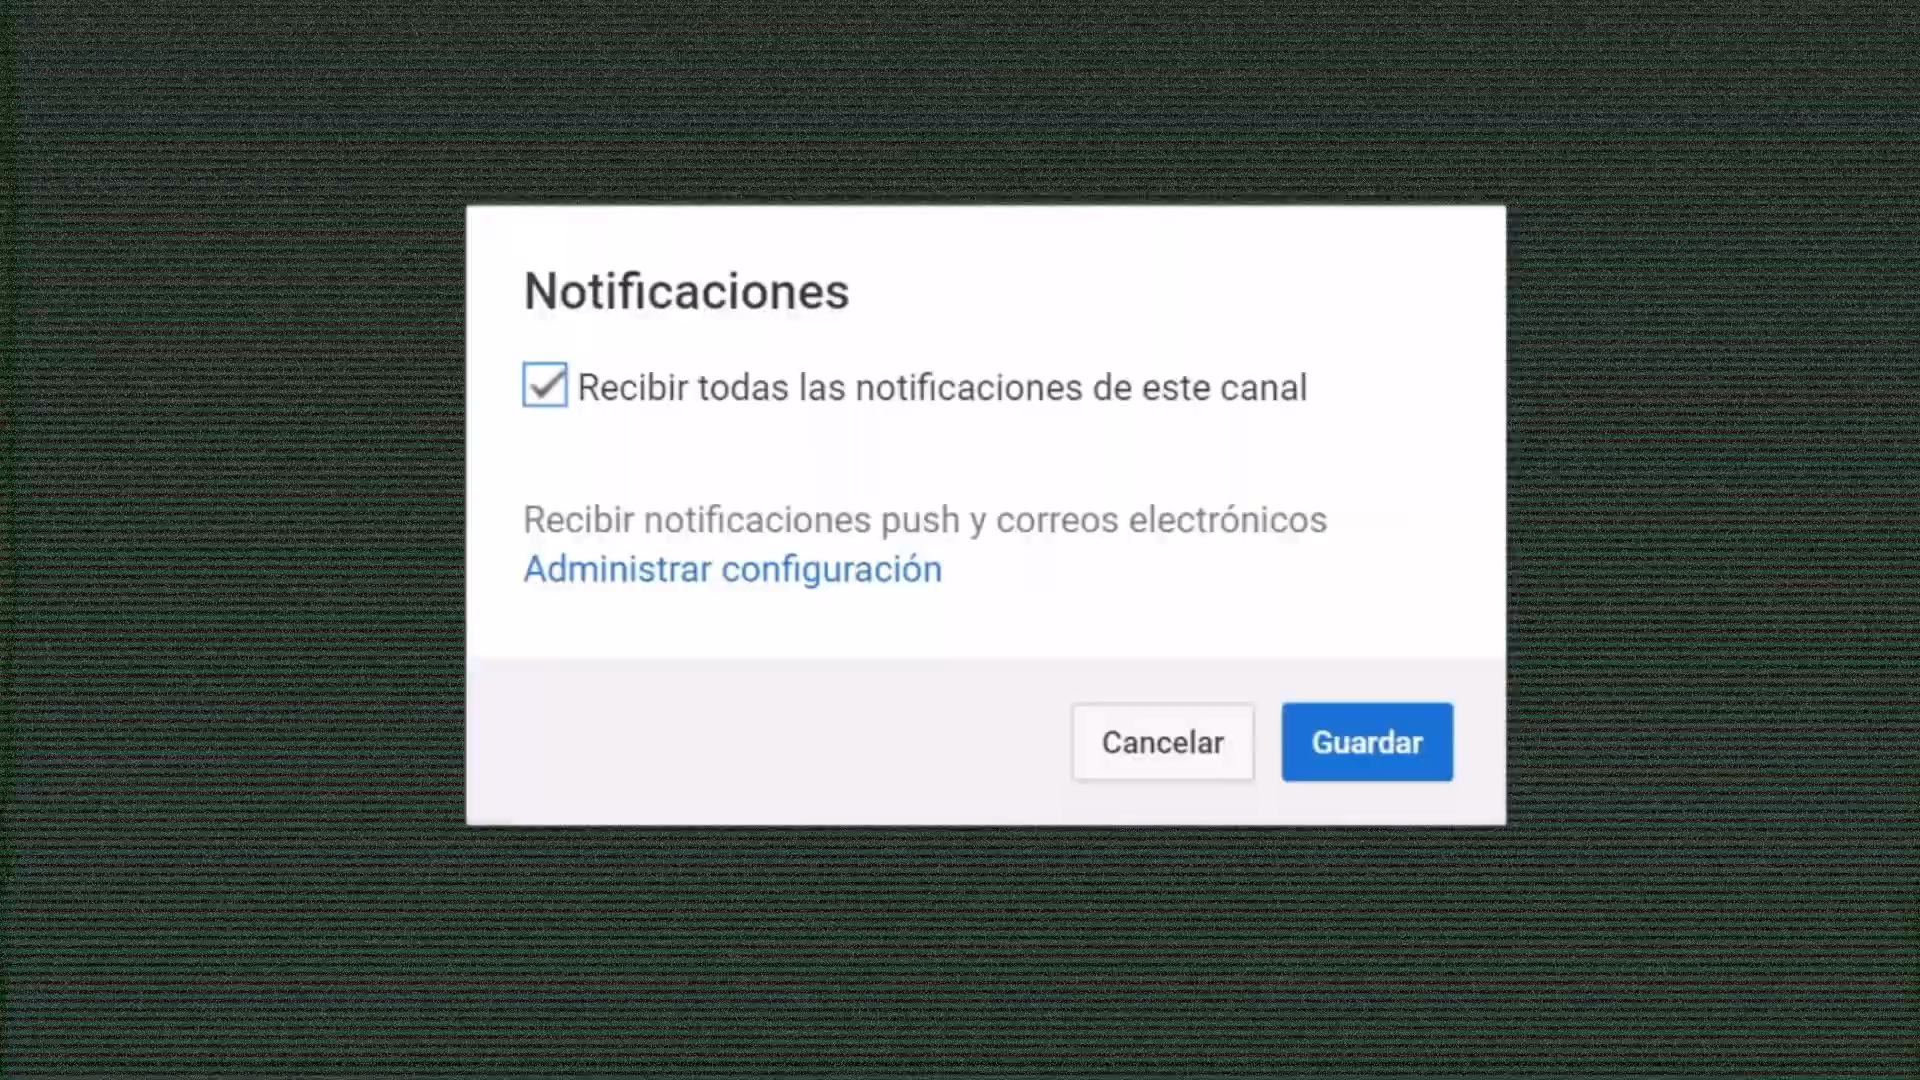 Notificaciones
Recibir todas las notificaciones de este canal
Recibir notificaciones push y correos electrónicos
Administrar configuración
Cancelar
Guardar